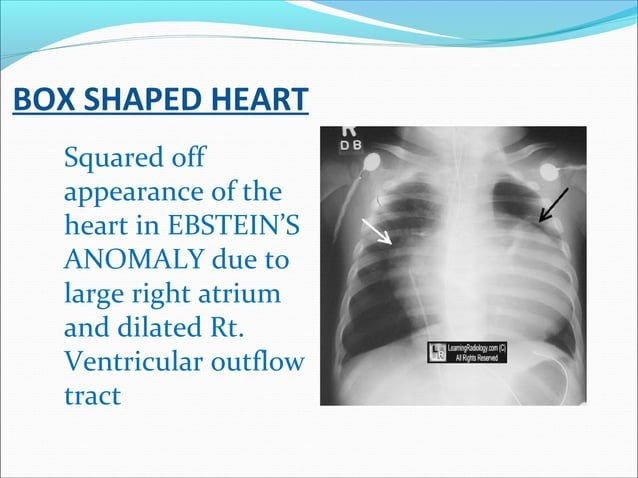 BOX SHAPED HEART
Squared off
appearance of the
heart in EBSTEIN’S
ANOMALY due to
large right atrium
and dilated Rt.
Ventricular outflow
tract
R
D B
LR
LearningRadiology.com (C)
All Rights Reserved